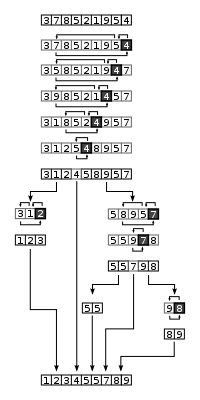 3 7 8 5 2 1 9 5 4
3 7 8 5 2 1 9 5 4
3 5 8 5 2 1 9 4 7
3 9 8 5 2 1 4 5 7
3 1 8 5 2 4 9 5 7
3 1 2 5 4 8 9 5 7
3 1 2 4 5 8 9 5 7
3 1 2
5 8 9 5 7
1 2 3
5 5 9 7 8
5 5 7 9 8
5 5
9 8
8 9
1 2 3 4 5 5 7 8 9